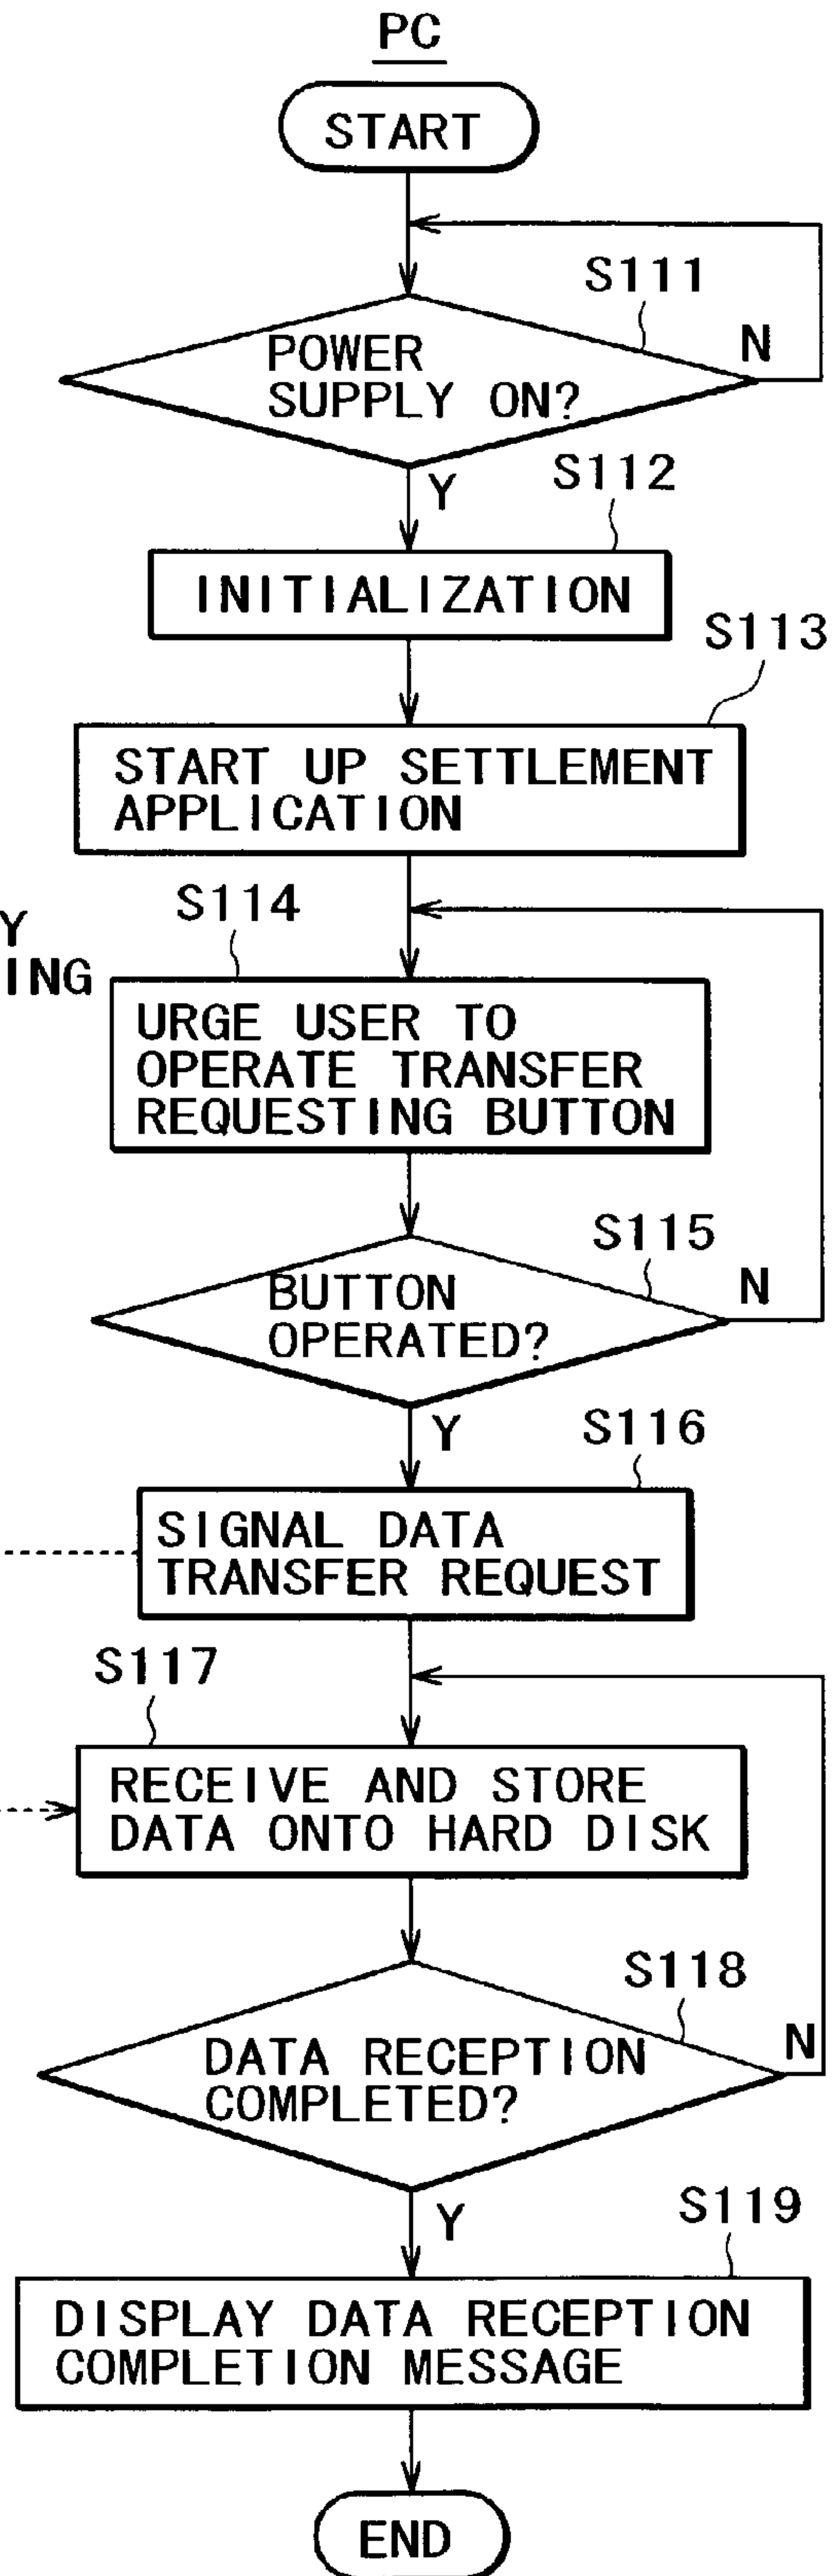 PC
START
S111
POWER
SUPPLY ON?
N
Y
S112
INITIALIZATION
S113
START UP SETTLEMENT
APPLICATION
S114
Y
ING
URGE USER TO
OPERATE TRANSFER
REQUESTING BUTTON
S115
BUTTON
OPERATED?
N
Y
S116
SIGNAL DATA
TRANSFER REQUEST
S117
RECEIVE AND STORE
DATA ONTO HARD DISK
S118
DATA RECEPTION
COMPLETED?
N
Y
S119
DISPLAY DATA RECEPTION
COMPLETION MESSAGE
END